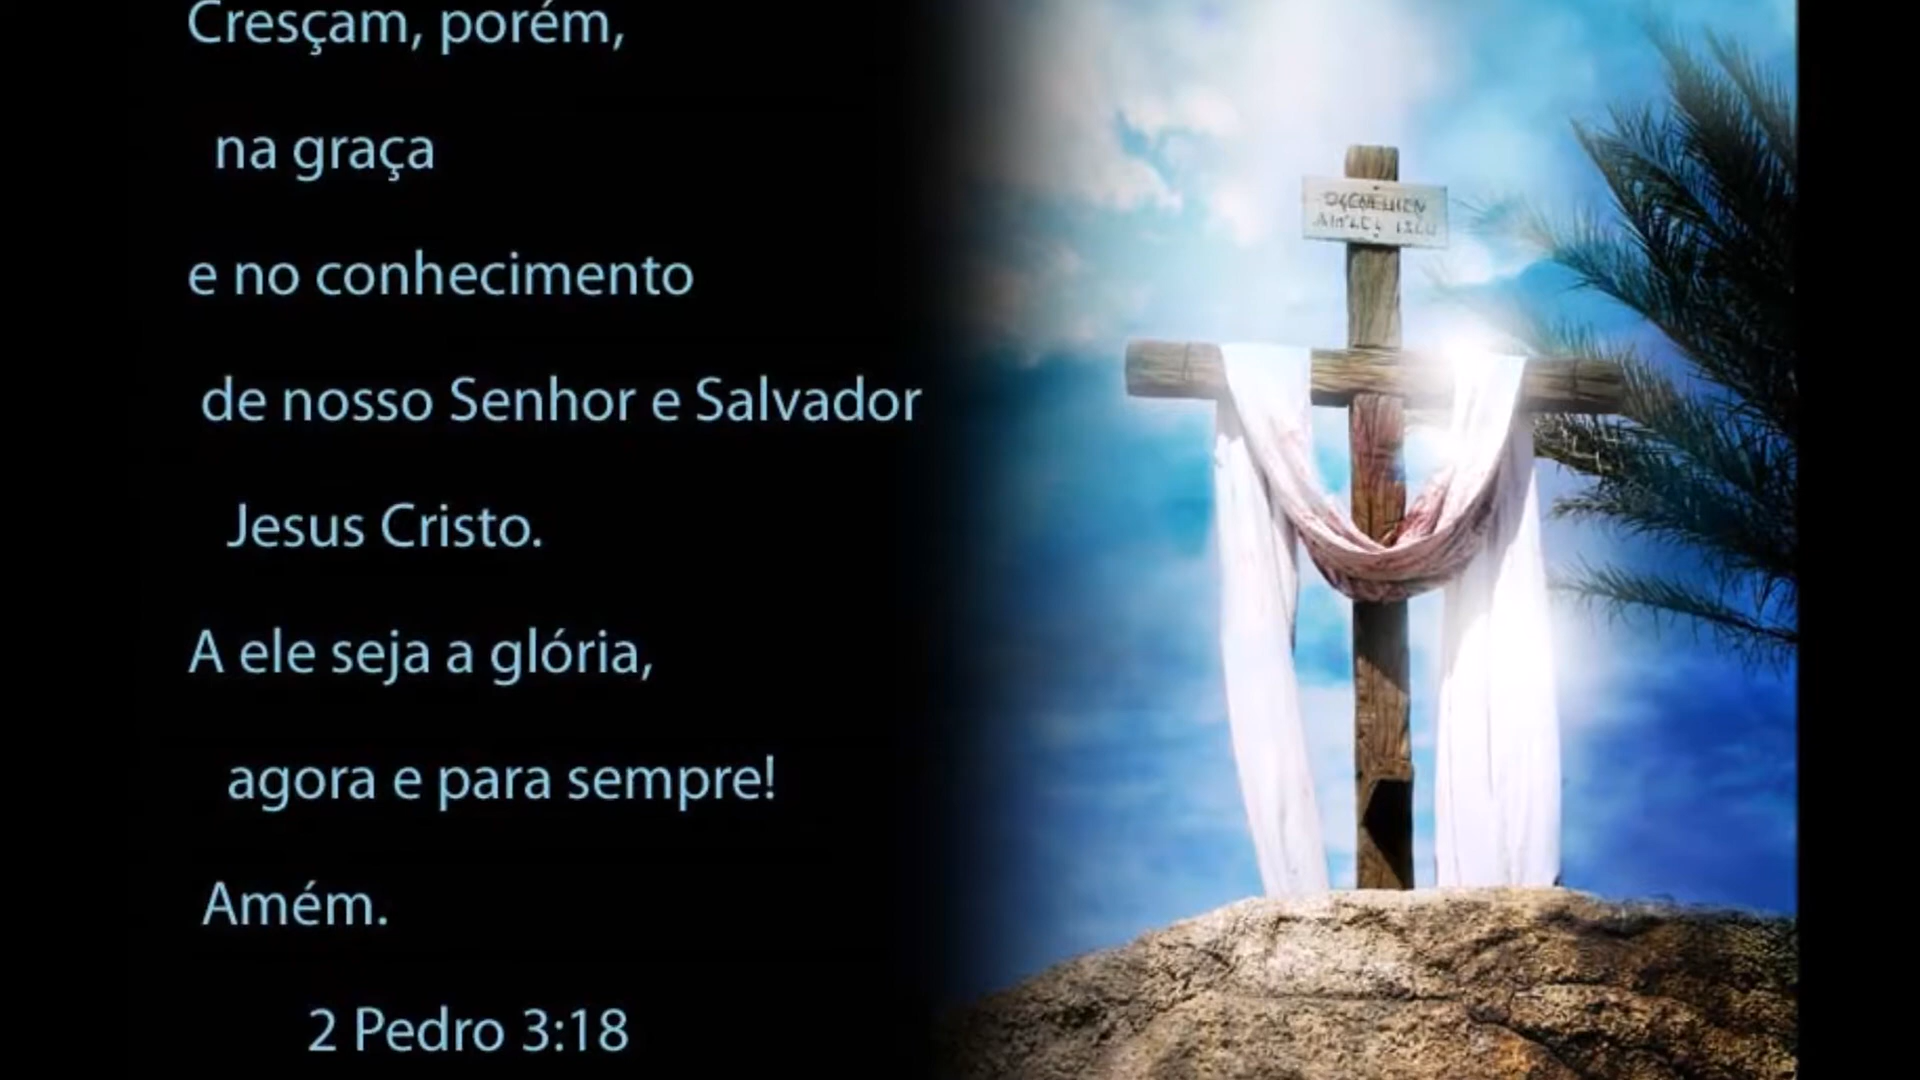 Cresçam, porém,
na graça
e no conhecimento
de nosso Senhor e Salvador
Jesus Cristo.
A ele seja a glória,
agora e para sempre!
Amém.
2 Pedro 3:18